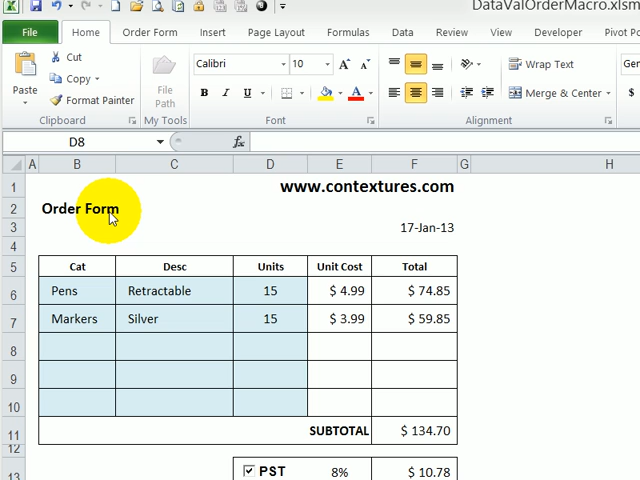 DataValOrderMacro.xlsm
File Home Order Form Insert Page Layout Formulas Data Review View Developer Pivot Po
Paste Cut Calibri 10 A A File Path Wrap Text Gen
Copy
Format Painter B I U A Merge & Center
Clipboard My Tools Font Alignment
D8 fx
A B C D E F G H
1 www.contextures.com
2 Order Form
3 17-Jan-13
4
5 Cat Desc Units Unit Cost Total
6 Pens Retractable 15 $ 4.99 $ 74.85
7 Markers Silver 15 $ 3.99 $ 59.85
8
9
10
11 SUBTOTAL $ 134.70
12
13 PST 8% $ 10.78